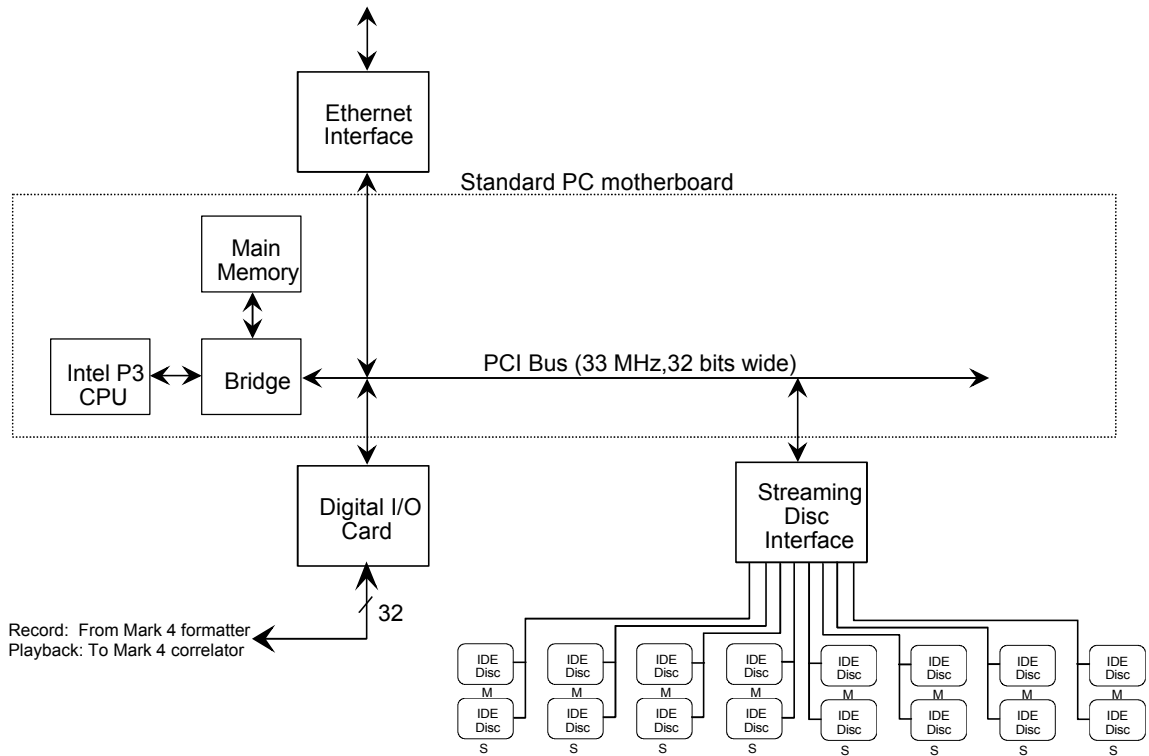 Ethernet
Interface
Standard PC motherboard
Main
Memory
Intel P3
CPU
Bridge
PCI Bus (33 MHz,32 bits wide)
Digital I/O
Card
Streaming
Disc
Interface
32
Record:  From Mark 4 formatter
Playback: To Mark 4 correlator
IDE
Disc
M
IDE
Disc
M
IDE
Disc
M
IDE
Disc
M
IDE
Disc
M
IDE
Disc
M
IDE
Disc
M
IDE
Disc
M
IDE
Disc
S
IDE
Disc
S
IDE
Disc
S
IDE
Disc
S
IDE
Disc
S
IDE
Disc
S
IDE
Disc
S
IDE
Disc
S